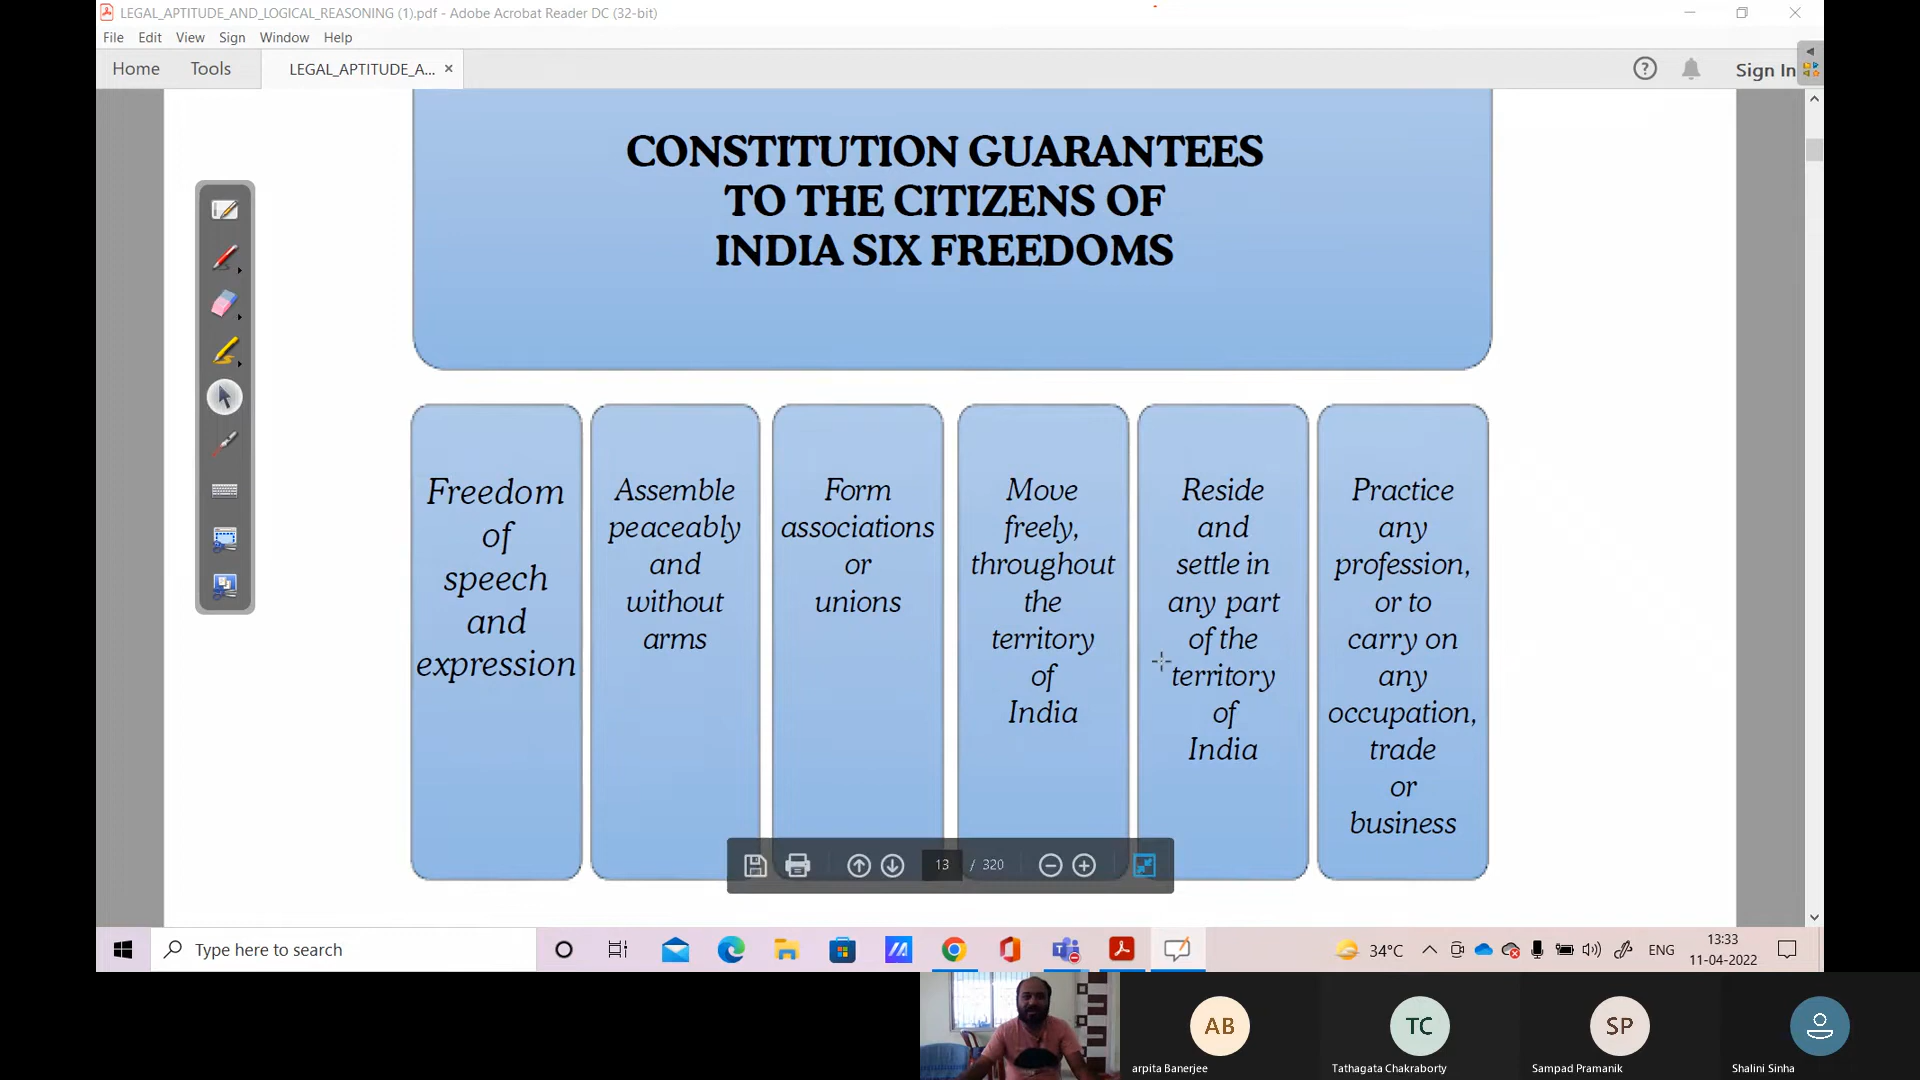 LEGAL_APTITUDE_AND_LOGICAL_REASONING (1).pdf - Adobe Acrobat Reader DC (32-bit)
File Edit View Sign Window Help
Home Tools LEGAL_APTITUDE_A... ×
Sign In
CONSTITUTION GUARANTEES
TO THE CITIZENS OF
INDIA SIX FREEDOMS
Freedom
of
speech
and
expression
Assemble
peaceably
and
without
arms
Form
associations
or
unions
Move
freely,
throughout
the
territory
of
India
Reside
and
settle in
any part
of the
territory
of
India
Practice
any
profession,
or to
carry on
any
occupation,
trade
or
business
13 / 320
Type here to search
34°C
ENG
13:33
11-04-2022
AB
TC
SP
arpita Banerjee
Tathagata Chakraborty
Sampad Pramanik
Shalini Sinha